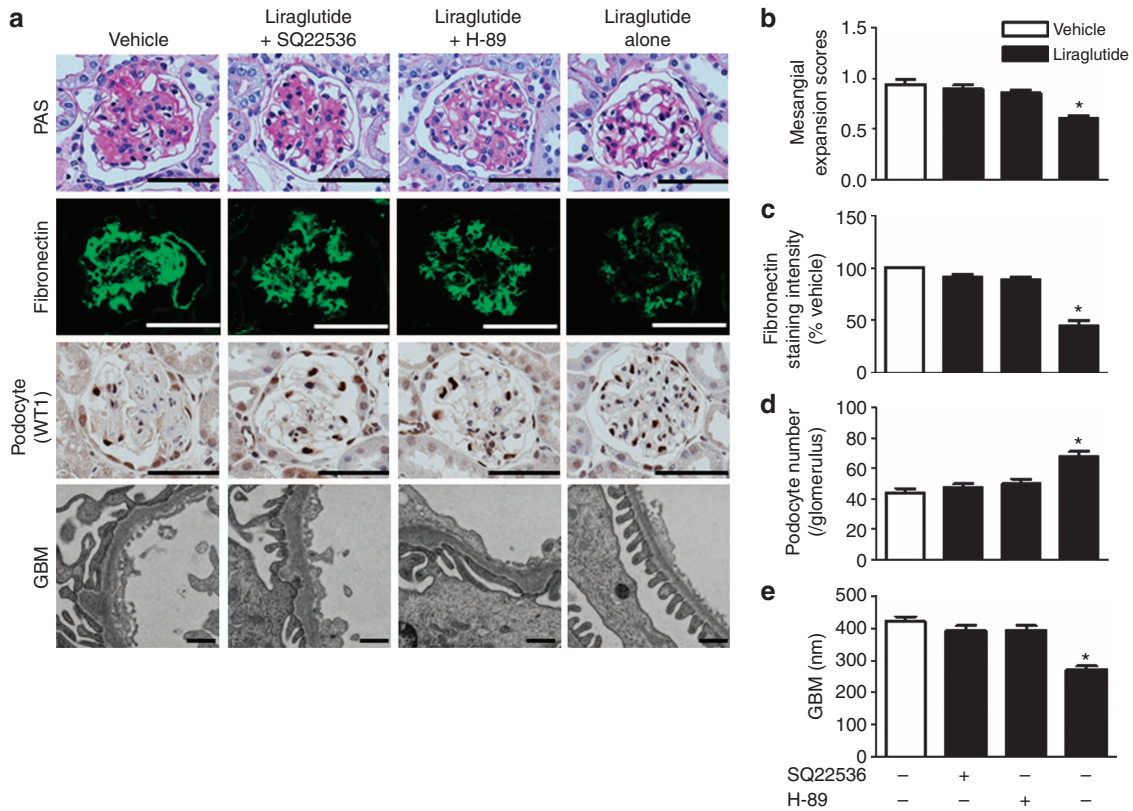 a
Vehicle
Liraglutide
+ SQ22536
Liraglutide
+ H-89
Liraglutide
alone
PAS
Fibronectin
Podocyte
(WT1)
GBM
b
Vehicle
Liraglutide
Mesangial
expansion scores
1.5
1.0
0.5
0.0
*
c
Fibronectin
staining intensity
(% vehicle)
150
100
50
0
*
d
Podocyte number
(/glomerulus)
100
80
60
40
20
0
*
e
GBM (nm)
500
400
300
200
100
0
*
SQ22536 – + – –
H-89 – – + –